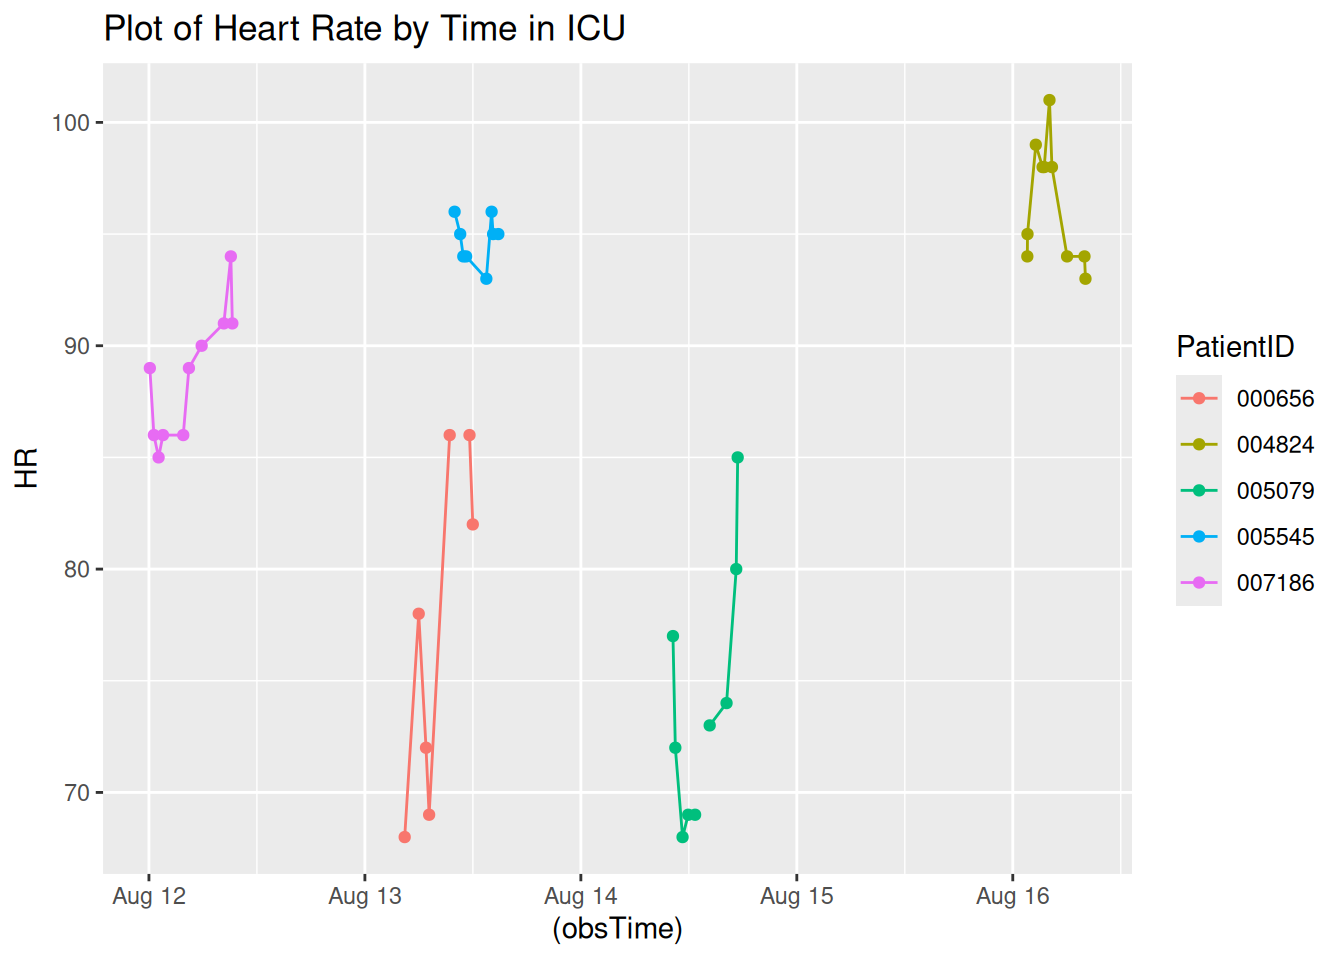 Plot of Heart Rate by Time in ICU
HR
100
90
80
70
Aug 12
Aug 13
Aug 14
Aug 15
Aug 16
(obsTime)
PatientID
000656
004824
005079
005545
007186